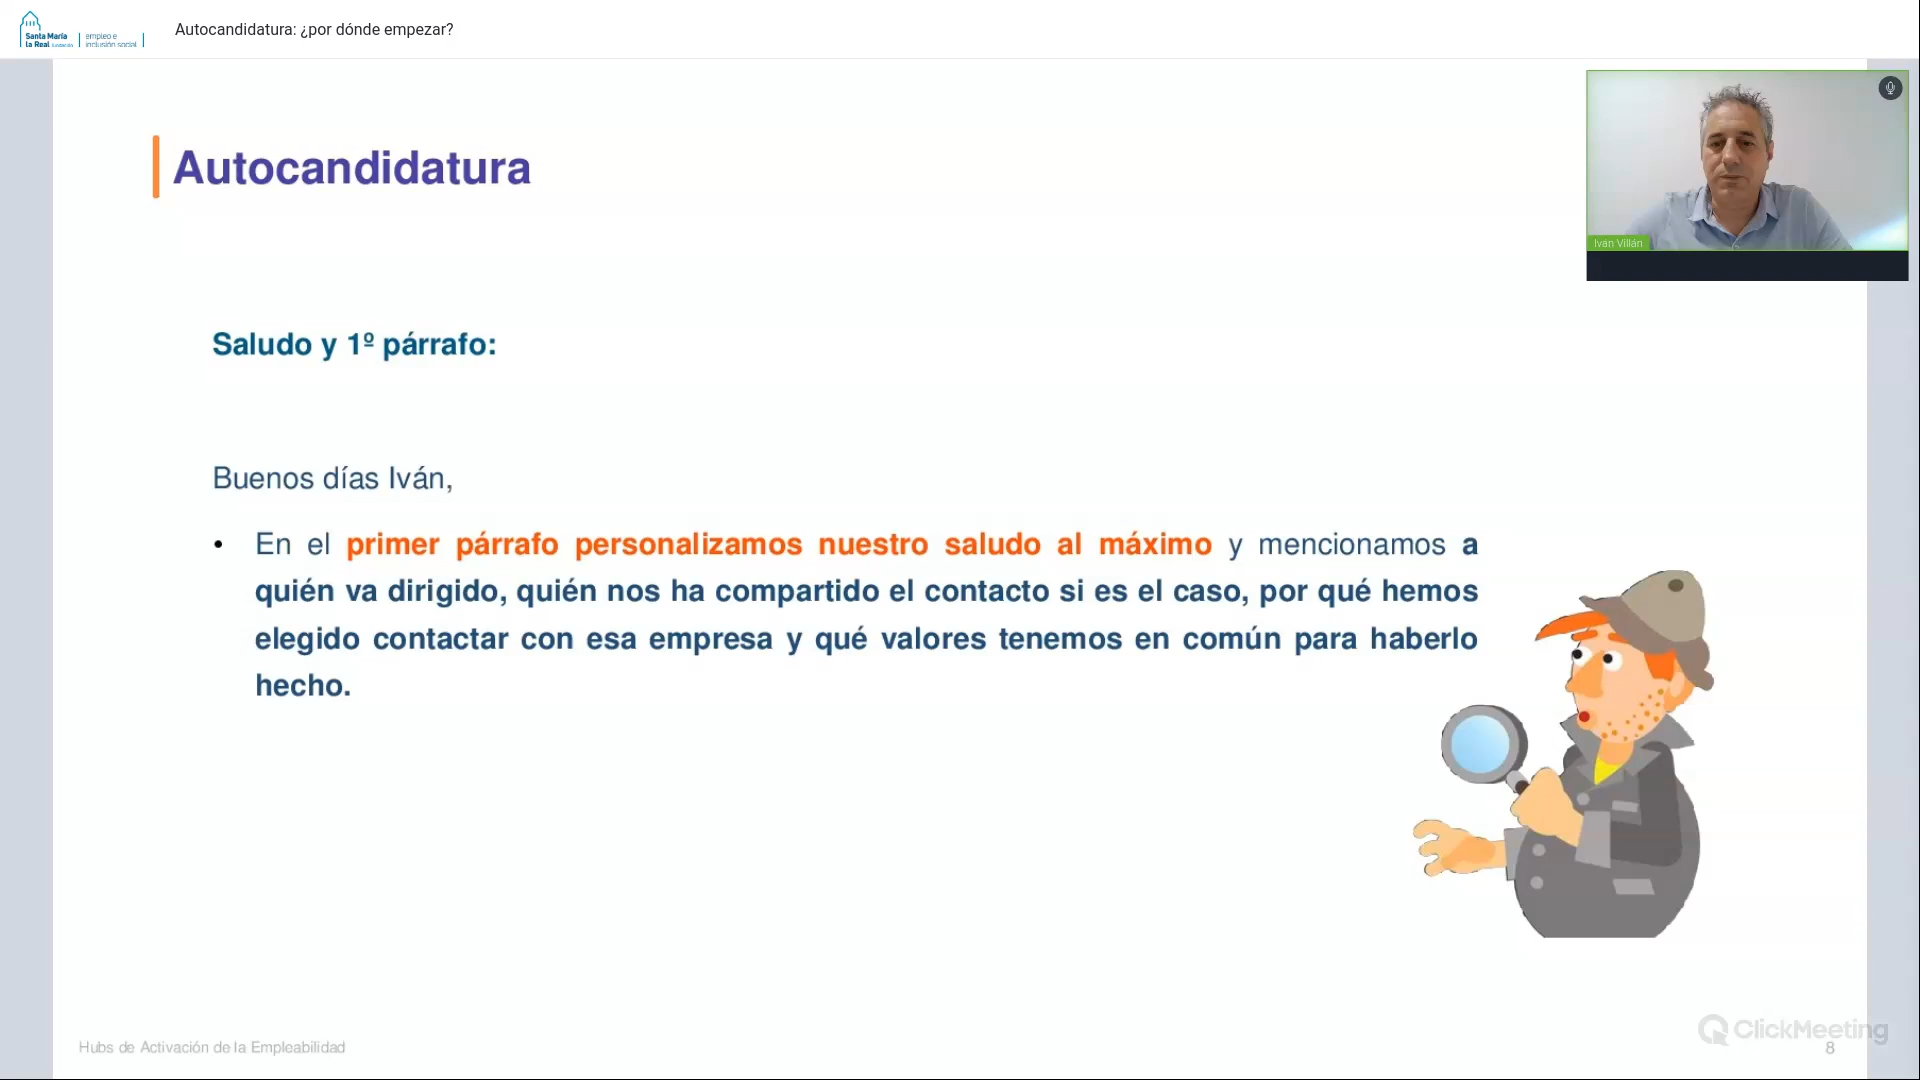 Santa María
la Real fundación
empleo e
inclusión social
Autocandidatura: ¿por dónde empezar?
Autocandidatura
Iván Villán
Saludo y 1º párrafo:
Buenos días Iván,
• En el primer párrafo personalizamos nuestro saludo al máximo y mencionamos a
quién va dirigido, quién nos ha compartido el contacto si es el caso, por qué hemos
elegido contactar con esa empresa y qué valores tenemos en común para haberlo
hecho.
ClickMeeting
Hubs de Activación de la Empleabilidad
8